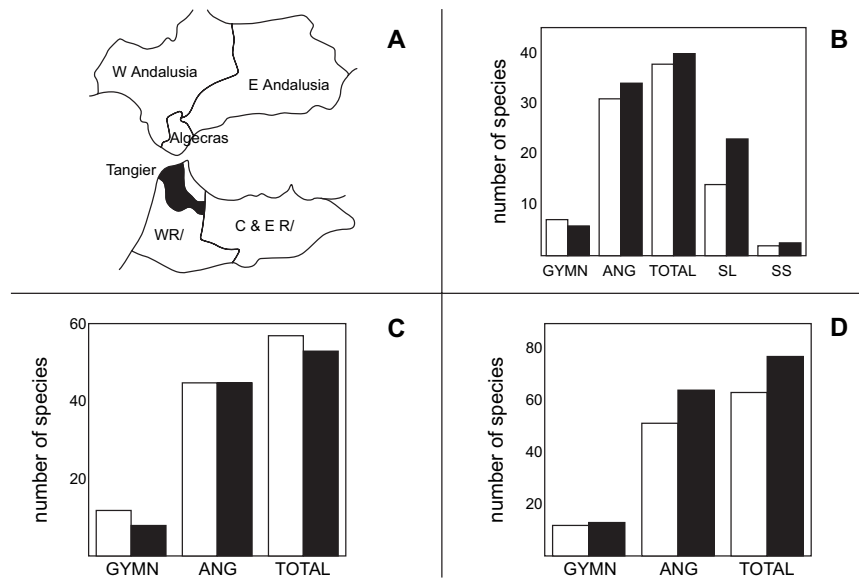 A
W Andalusia
E Andalusia
Algecras
Tangier
WR/
C & E R/
B
number of species
40
30
20
10
GYMN ANG TOTAL SL SS
C
number of species
60
40
20
GYMN ANG TOTAL
D
number of species
80
60
40
20
GYMN ANG TOTAL